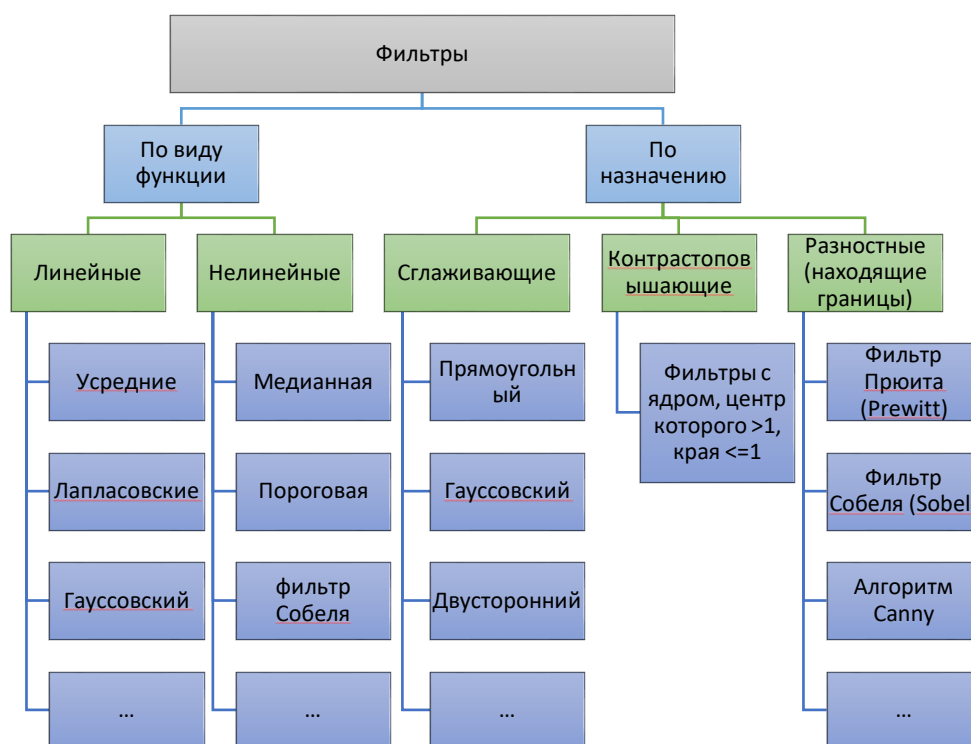 Фильтры
По виду
функции
По
назначению
Линейные
Нелинейные
Сглаживающие
Контрастопов
ышающие
Разностные
(находящие
границы)
Усредние
Медианная
Прямоугольн
ый
Фильтры с
ядром, центр
которого >1,
края <=1
Фильтр
Прюита
(Prewitt)
Лапласовские
Пороговая
Гауссовский
Фильтр
Собеля (Sobel
Гауссовский
фильтр
Собеля
Двусторонний
Алгоритм
Canny
...
...
...
...